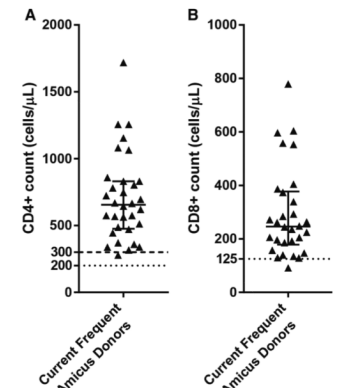 A
CD4+ count (cells/μL)
2000
1500
1000
500
300
200
0
Current Frequent
Amicus Donors
B
CD8+ count (cells/μL)
1000
800
600
400
200
125
0
Current Frequent
Amicus Donors